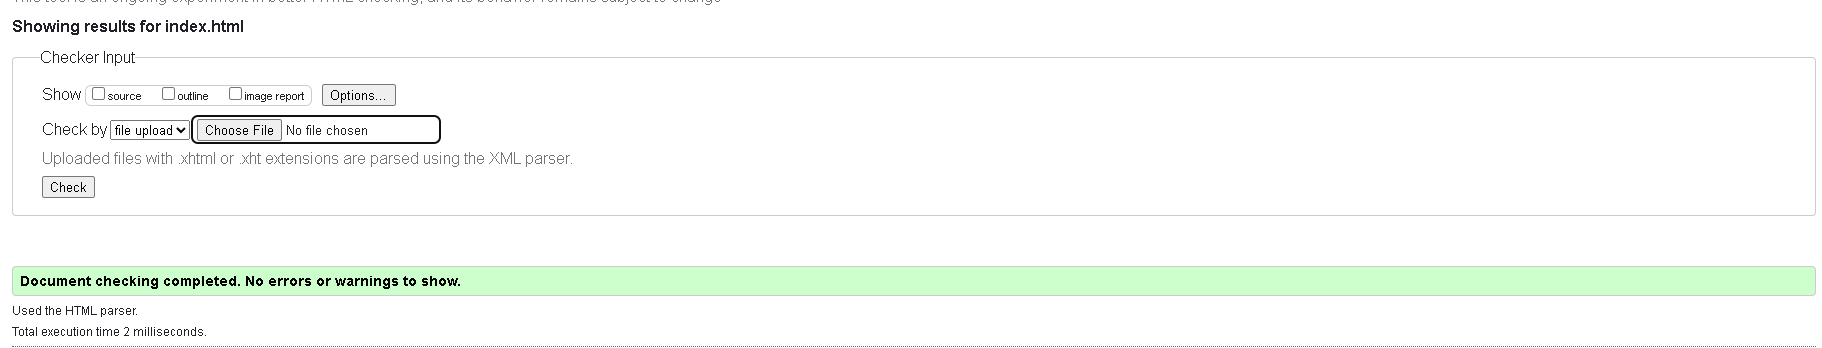 This tool is an ongoing experiment in better HTML checking, and its behavior remains subject to change
Showing results for index.html
Checker Input
Show source outline image report Options...
Check by file upload Choose File No file chosen
Uploaded files with .xhtml or .xht extensions are parsed using the XML parser.
Check
Document checking completed. No errors or warnings to show.
Used the HTML parser.
Total execution time 2 milliseconds.